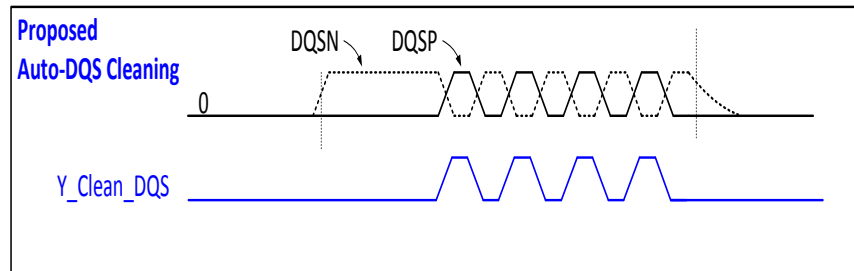 Proposed
Auto-DQS Cleaning
DQSN
DQSP
0
Y_Clean_DQS